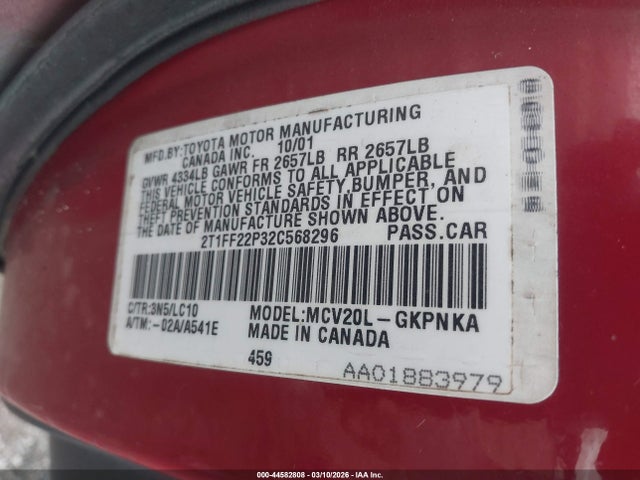 MFD.BY:TOYOTA MOTOR MANUFACTURING
CANADA INC. 10/01
GVWR 4334LB GAWR FR 2657LB RR 2657LB
THIS VEHICLE CONFORMS TO ALL APPLICABLE
FEDERAL MOTOR VEHICLE SAFETY,BUMPER, AND
THEFT PREVENTION STANDARDS IN EFFECT ON
THE DATE OF MANUFACTURE SHOWN ABOVE.
2T1FF22P32C568296 PASS.CAR
C/TR:3N5/LC10 MODEL:MCV20L-GKPNKA
A/TM:-02A/A541E MADE IN CANADA
459
AA01883979
000-44582808 - 03/10/2026 - IAA Inc.